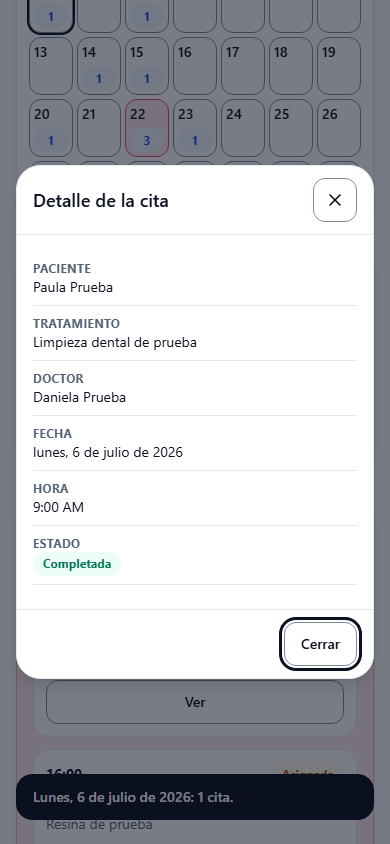 1
1
13
14
15
16
17
18
19
1
1
20
21
22
23
24
25
26
1
3
1
Detalle de la cita
PACIENTE
Paula Prueba
TRATAMIENTO
Limpieza dental de prueba
DOCTOR
Daniela Prueba
FECHA
lunes, 6 de julio de 2026
HORA
9:00 AM
ESTADO
Completada
Cerrar
Ver
Lunes, 6 de julio de 2026: 1 cita.
Resina de prueba